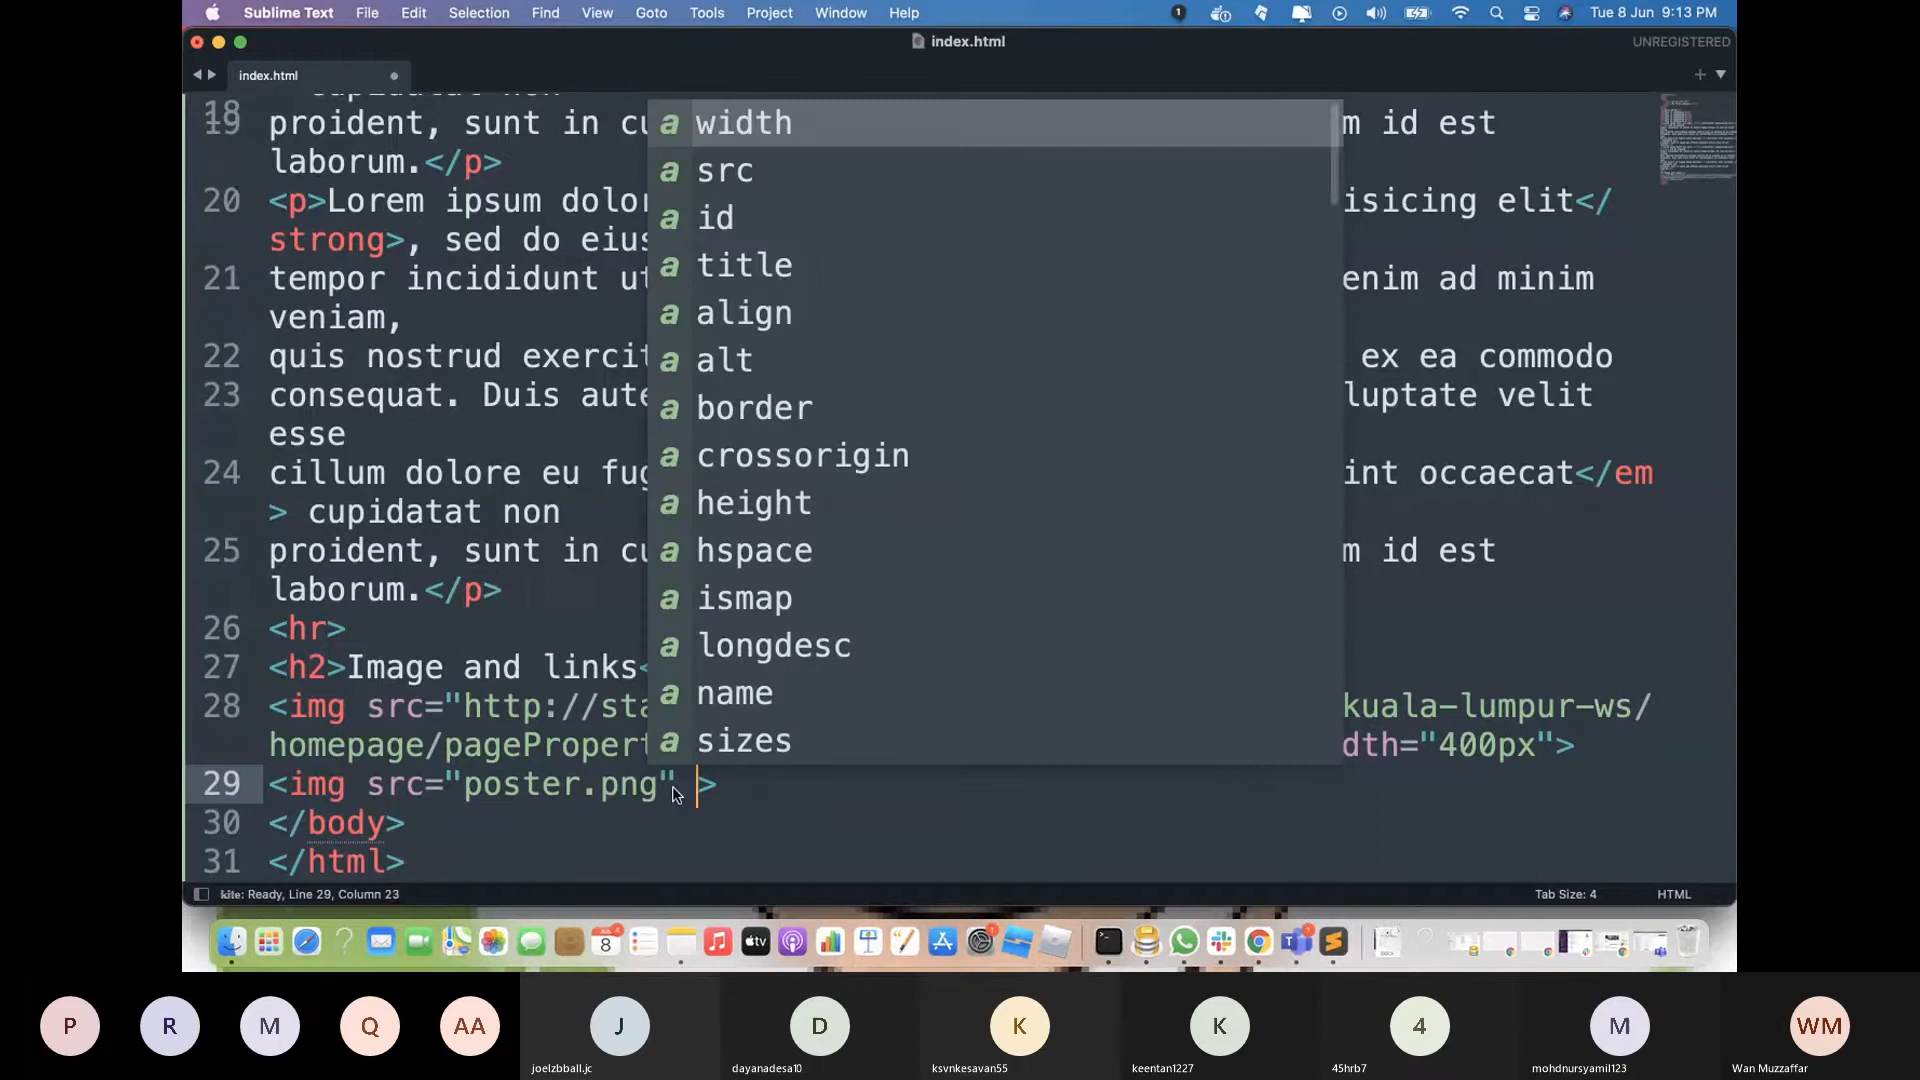 Sublime Text File Edit Selection Find View Goto Tools Project Window Help 1 Tue 8 Jun 9:13 PM
index.html UNREGISTERED
index.html
18
19 proident, sunt in cu m id est
laborum.</p>
20 <p>Lorem ipsum dolor isicing elit</
strong>, sed do eius
21 tempor incididunt ut enim ad minim
veniam,
22 quis nostrud exercit ex ea commodo
23 consequat. Duis aute luptate velit
esse
24 cillum dolore eu fug int occaecat</em
> cupidatat non
25 proident, sunt in cu m id est
laborum.</p>
26 <hr>
27 <h2>Image and links<
28 <img src="http://sta kuala-lumpur-ws/
homepage/pagePropert dth="400px">
29 <img src="poster.png" >
30 </body>
31 </html>
a width
a src
a id
a title
a align
a alt
a border
a crossorigin
a height
a hspace
a ismap
a longdesc
a name
a sizes
kite: Ready, Line 29, Column 23 Tab Size: 4 HTML
8
tv
P R M Q AA J D K K 4 M WM
joelzbball.jc dayanadesa10 ksvnkesavan55 keentan1227 45hrb7 mohdnursyamil123 Wan Muzzaffar